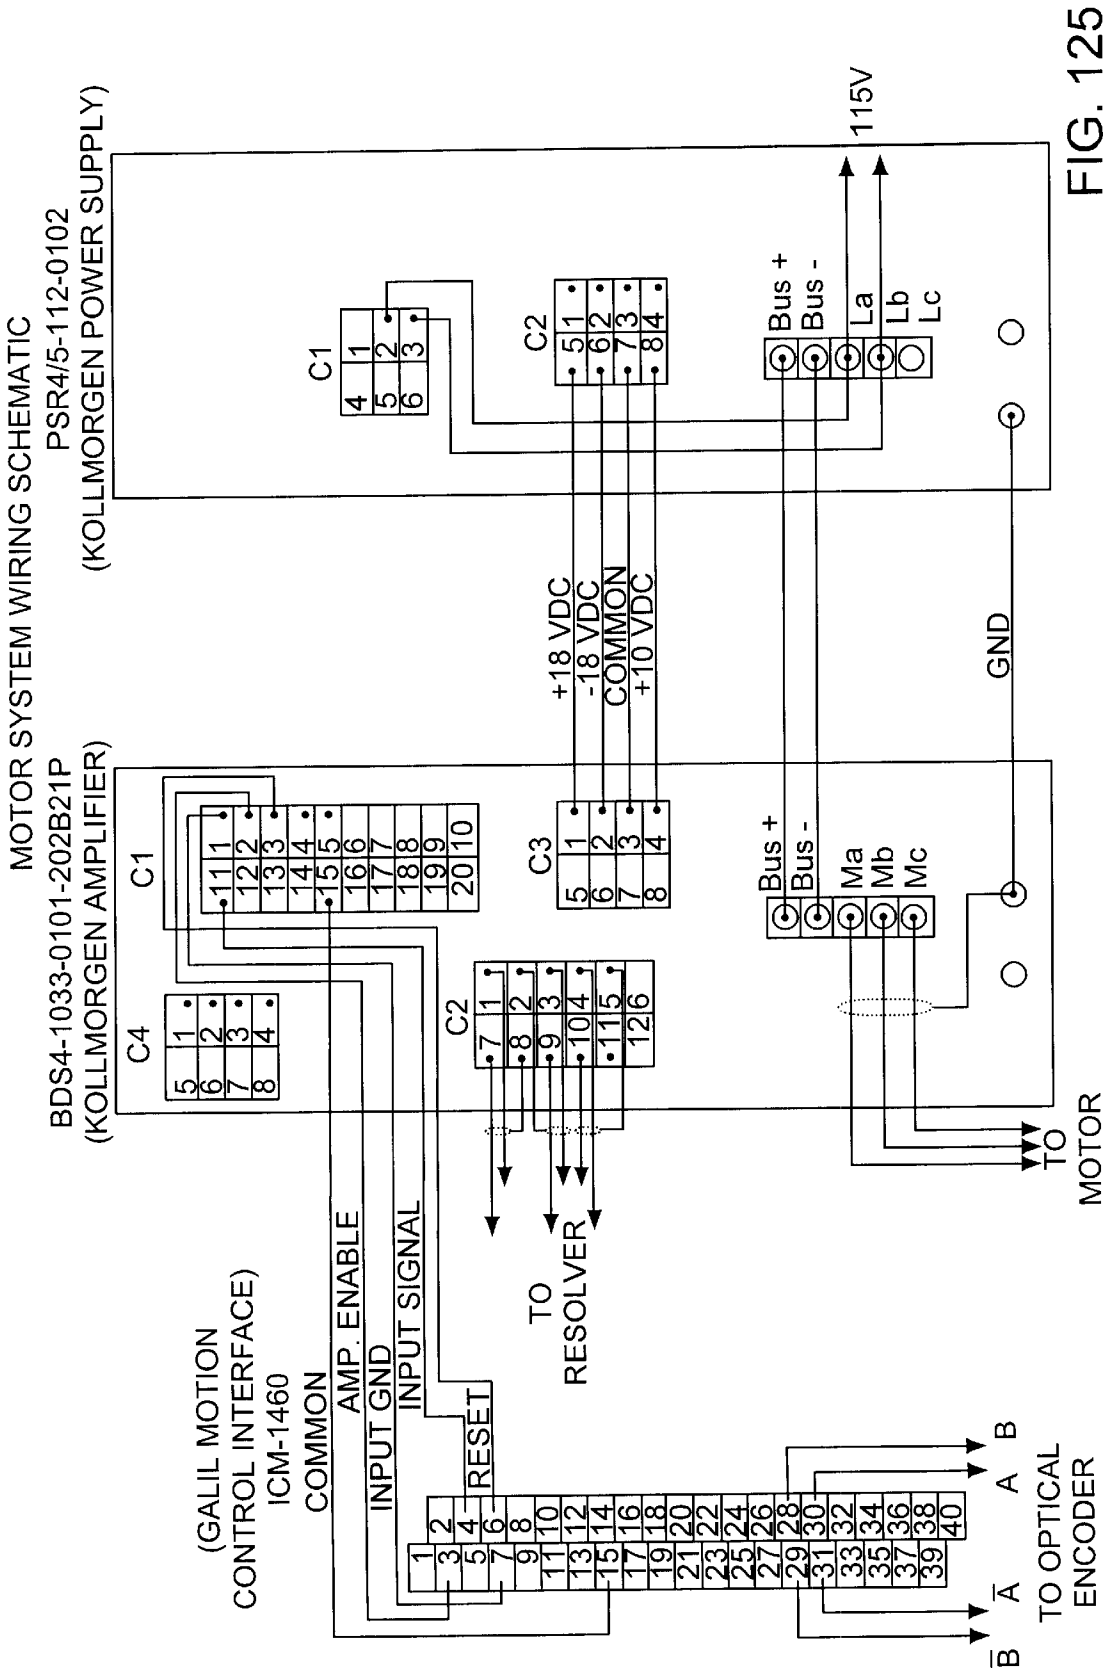 MOTOR SYSTEM WIRING SCHEMATIC
BDS4-1033-0101-202B21P
(KOLLMORGEN AMPLIFIER)
PSR4/5-112-0102
(KOLLMORGEN POWER SUPPLY)
(GALIL MOTION
CONTROL INTERFACE)
ICM-1460
COMMON
AMP. ENABLE
INPUT GND
INPUT SIGNAL
RESET
1
3 2
5 4
7 6
9 8
11 10
13 12
15 14
17 16
19 18
21 20
23 22
25 24
27 26
29 28
31 30
33 32
35 34
37 36
39 38
40
B A A B
TO OPTICAL
ENCODER
C4
5 1
6 2
7 3
8 4
C1
11 1
12 2
13 3
14 4
15 5
16 6
17 7
18 8
19 9
20 10
C2
7 1
8 2
9 3
10 4
11 5
12 6
TO
RESOLVER
C3
5 1
6 2
7 3
8 4
Bus +
Bus -
Ma
Mb
Mc
TO
MOTOR
+18 VDC
-18 VDC
COMMON
+10 VDC
GND
C1
4 1
5 2
6 3
C2
5 1
6 2
7 3
8 4
Bus +
Bus -
La
Lb
Lc
115V
FIG. 125